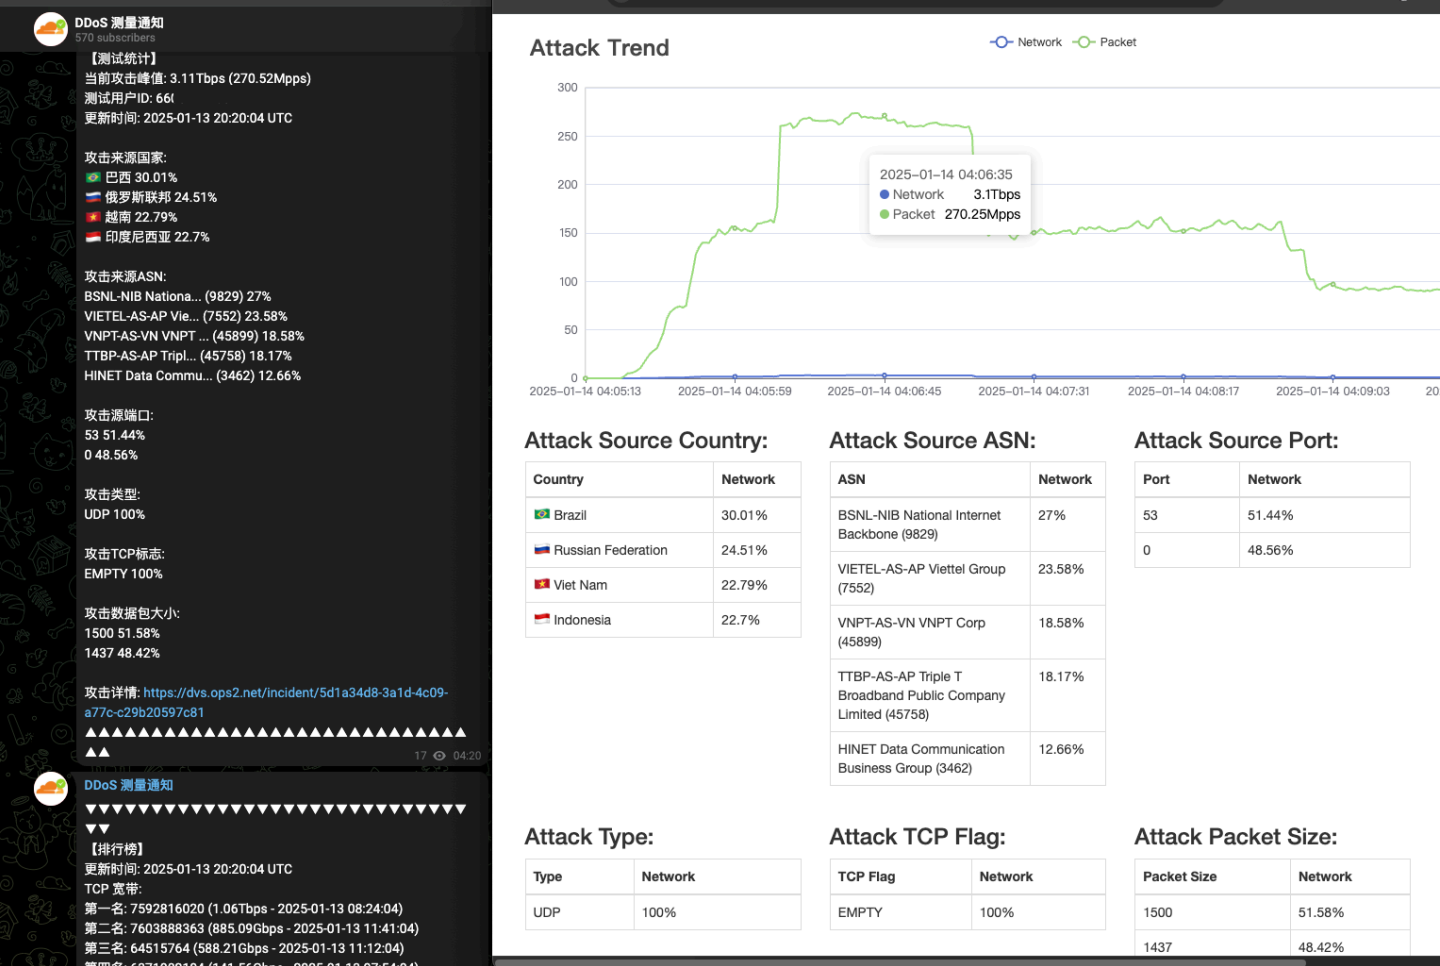 DDoS 测量通知
570 subscribers
【测试统计】
当前攻击峰值: 3.11Tbps (270.52Mpps)
测试用户ID: 660
更新时间: 2025-01-13 20:20:04 UTC
攻击来源国家:
巴西 30.01%
俄罗斯联邦 24.51%
越南 22.79%
印度尼西亚 22.7%
攻击来源ASN:
BSNL-NIB Nationa... (9829) 27%
VIETEL-AS-AP Vie... (7552) 23.58%
VNPT-AS-VN VNPT ... (45899) 18.58%
TTBP-AS-AP Tripl... (45758) 18.17%
HINET Data Commu... (3462) 12.66%
攻击源端口:
53 51.44%
0 48.56%
攻击类型:
UDP 100%
攻击TCP标志:
EMPTY 100%
攻击数据包大小:
1500 51.58%
1437 48.42%
攻击详情: https://dvs.ops2.net/incident/5d1a34d8-3a1d-4c09-
a77c-c29b20597c81
17 04:20
DDoS 测量通知
【排行榜】
更新时间: 2025-01-13 20:20:04 UTC
TCP 宽带:
第一名: 7592816020 (1.06Tbps - 2025-01-13 08:24:04)
第二名: 7603888363 (885.09Gbps - 2025-01-13 11:41:04)
第三名: 64515764 (588.21Gbps - 2025-01-13 11:12:04)
Attack Trend
Network Packet
300
250
200
150
100
50
0
2025-01-14 04:06:35
Network 3.1Tbps
Packet 270.25Mpps
2025-01-14 04:05:13 2025-01-14 04:05:59 2025-01-14 04:06:45 2025-01-14 04:07:31 2025-01-14 04:08:17 2025-01-14 04:09:03 20
Attack Source Country:
Country Network
Brazil 30.01%
Russian Federation 24.51%
Viet Nam 22.79%
Indonesia 22.7%
Attack Source ASN:
ASN Network
BSNL-NIB National Internet 27%
Backbone (9829)
VIETEL-AS-AP Viettel Group 23.58%
(7552)
VNPT-AS-VN VNPT Corp 18.58%
(45899)
TTBP-AS-AP Triple T 18.17%
Broadband Public Company
Limited (45758)
HINET Data Communication 12.66%
Business Group (3462)
Attack Source Port:
Port Network
53 51.44%
0 48.56%
Attack Type:
Type Network
UDP 100%
Attack TCP Flag:
TCP Flag Network
EMPTY 100%
Attack Packet Size:
Packet Size Network
1500 51.58%
1437 48.42%